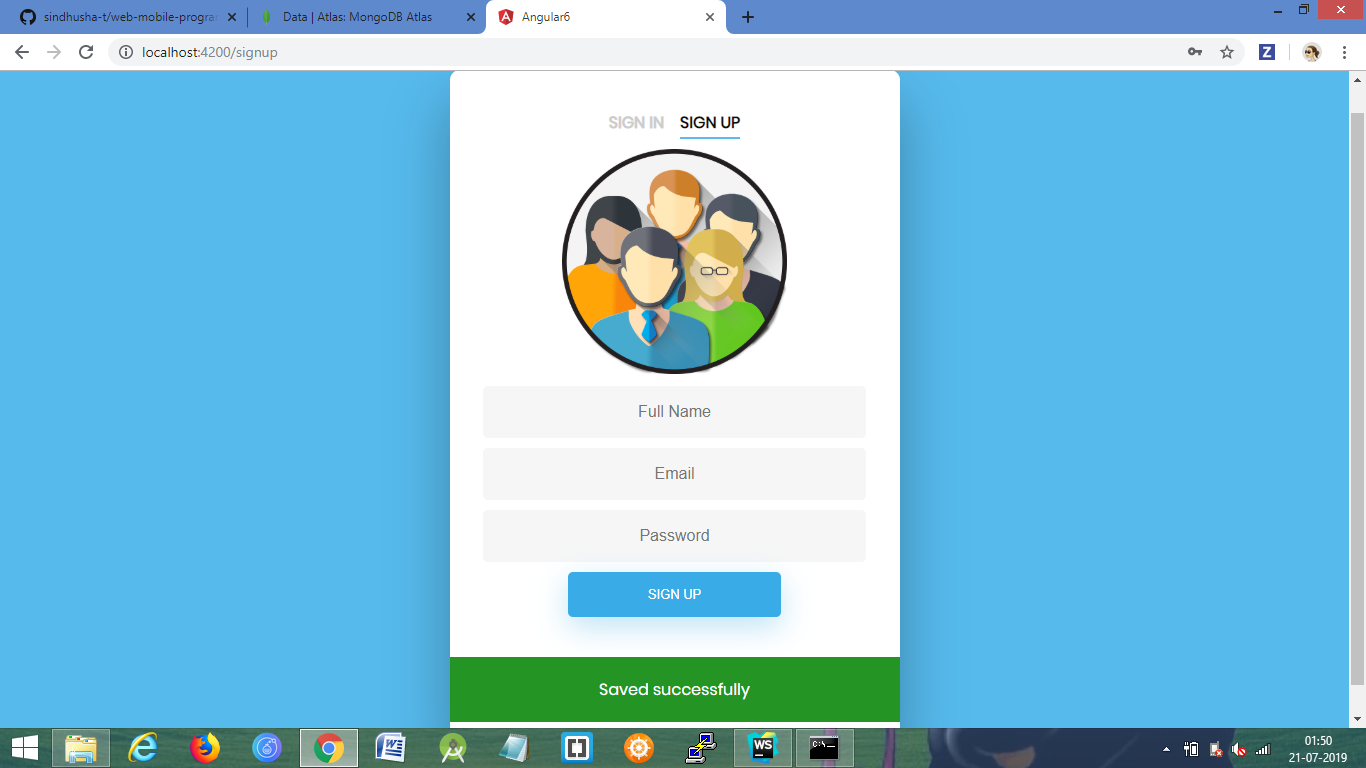 sindhusha-t/web-mobile-progra
Data | Atlas: MongoDB Atlas
Angular6
localhost:4200/signup
Z
SIGN IN SIGN UP
Full Name
Email
Password
SIGN UP
Saved successfully
WS
C:\_
01:50
21-07-2019